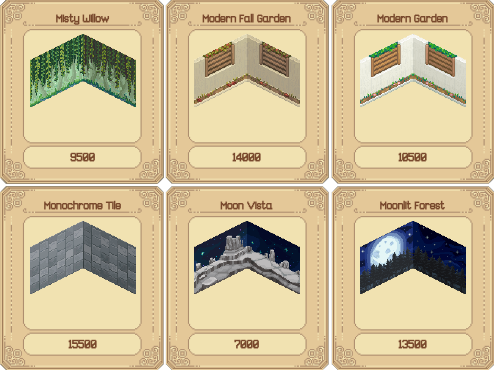 Misty Willow
Modern Fall Garden
Modern Garden
9500
14000
10500
Monochrome Tile
Moon Vista
Moonlit Forest
15500
7000
13500